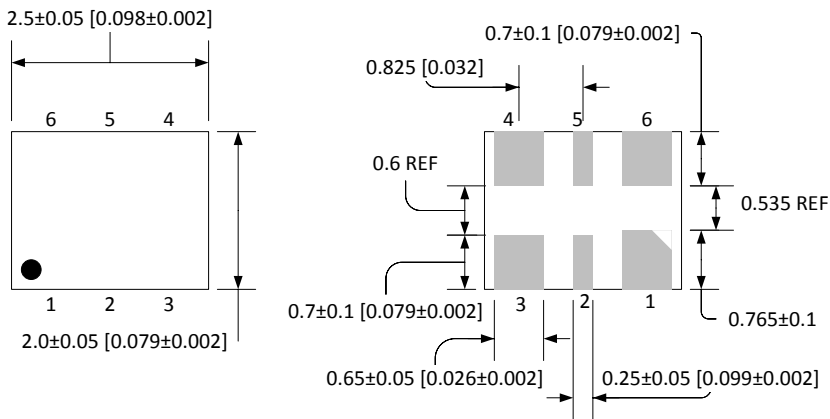 2.5±0.05 [0.098±0.002]
6 5 4
1 2 3
2.0±0.05 [0.079±0.002]
0.7±0.1 [0.079±0.002]
0.825 [0.032]
4 5 6
0.6 REF
0.535 REF
3 2 1
0.7±0.1 [0.079±0.002]
0.765±0.1
0.65±0.05 [0.026±0.002]
0.25±0.05 [0.099±0.002]